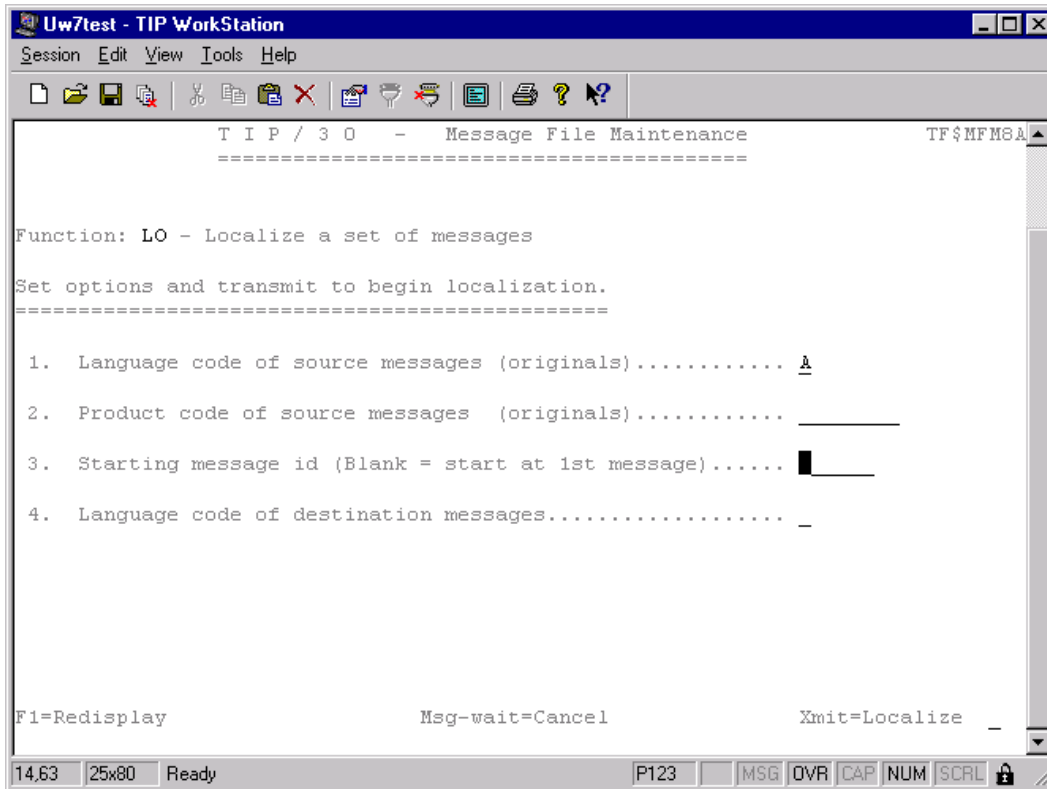 Uw7test - TIP WorkStation
Session Edit View Tools Help
T I P / 3 0 - Message File Maintenance TF$MFM8A
==========================================
Function: LO - Localize a set of messages
Set options and transmit to begin localization.
===============================================
1. Language code of source messages (originals)............ A
2. Product code of source messages (originals)............ ________
3. Starting message id (Blank = start at 1st message)...... _____
4. Language code of destination messages................... _
F1=Redisplay Msg-wait=Cancel Xmit=Localize _
14,63 25x80 Ready P123 MSG OVR CAP NUM SCRL